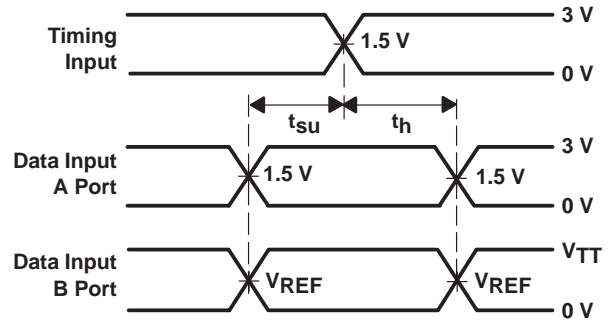 3 V
Timing
Input
1.5 V
0 V
tsu
th
3 V
Data Input
A Port
1.5 V
1.5 V
0 V
VTT
Data Input
B Port
VREF
VREF
0 V